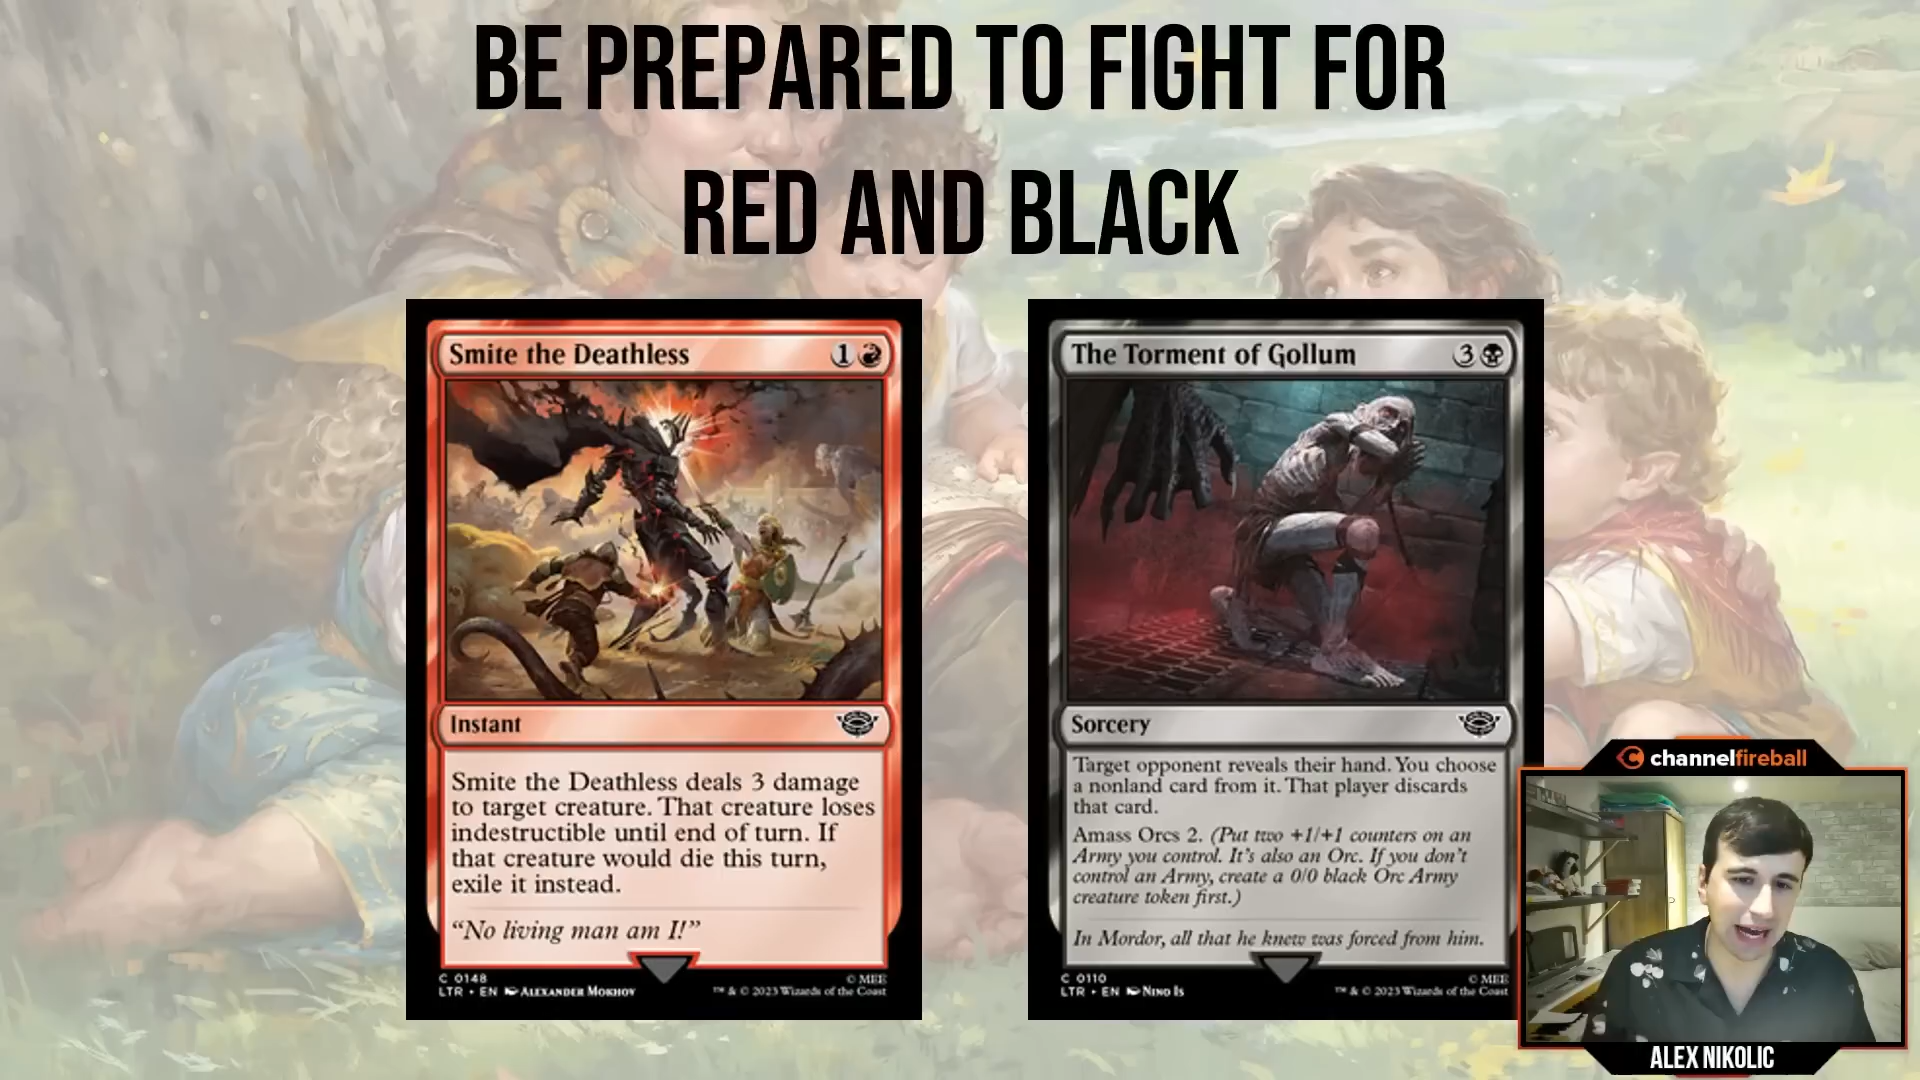 BE PREPARED TO FIGHT FOR
RED AND BLACK
Smite the Deathless 1
Instant
Smite the Deathless deals 3 damage
to target creature. That creature loses
indestructible until end of turn. If
that creature would die this turn,
exile it instead.
“No living man am I!”
C 0148
LTR • EN ALEXANDER MOKHOV
© MEE
™ & © 2023 Wizards of the Coast
The Torment of Gollum 3
Sorcery
Target opponent reveals their hand. You choose
a nonland card from it. That player discards
that card.
Amass Orcs 2. (Put two +1/+1 counters on an
Army you control. It’s also an Orc. If you don’t
control an Army, create a 0/0 black Orc Army
creature token first.)
In Mordor, all that he knew was forced from him.
C 0110
LTR • EN NINO IS
© MEE
™ & © 2023 Wizards of the Coast
channelfireball
ALEX NIKOLIC